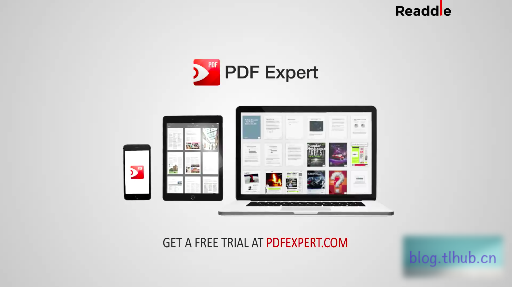 Readdle
PDF
PDF Expert
GET A FREE TRIAL AT PDFEXPERT.COM
blog.tlhub.cn